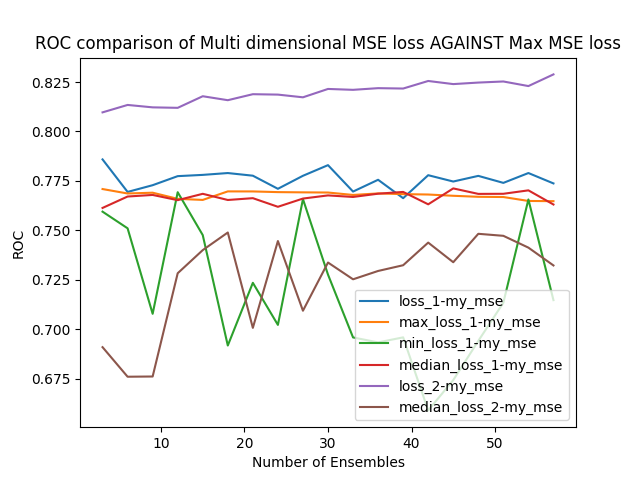 ROC comparison of Multi dimensional MSE loss AGAINST Max MSE loss
0.825
0.800
0.775
0.750
0.725
0.700
0.675
ROC
loss_1-my_mse
max_loss_1-my_mse
min_loss_1-my_mse
median_loss_1-my_mse
loss_2-my_mse
median_loss_2-my_mse
10 20 30 40 50
Number of Ensembles